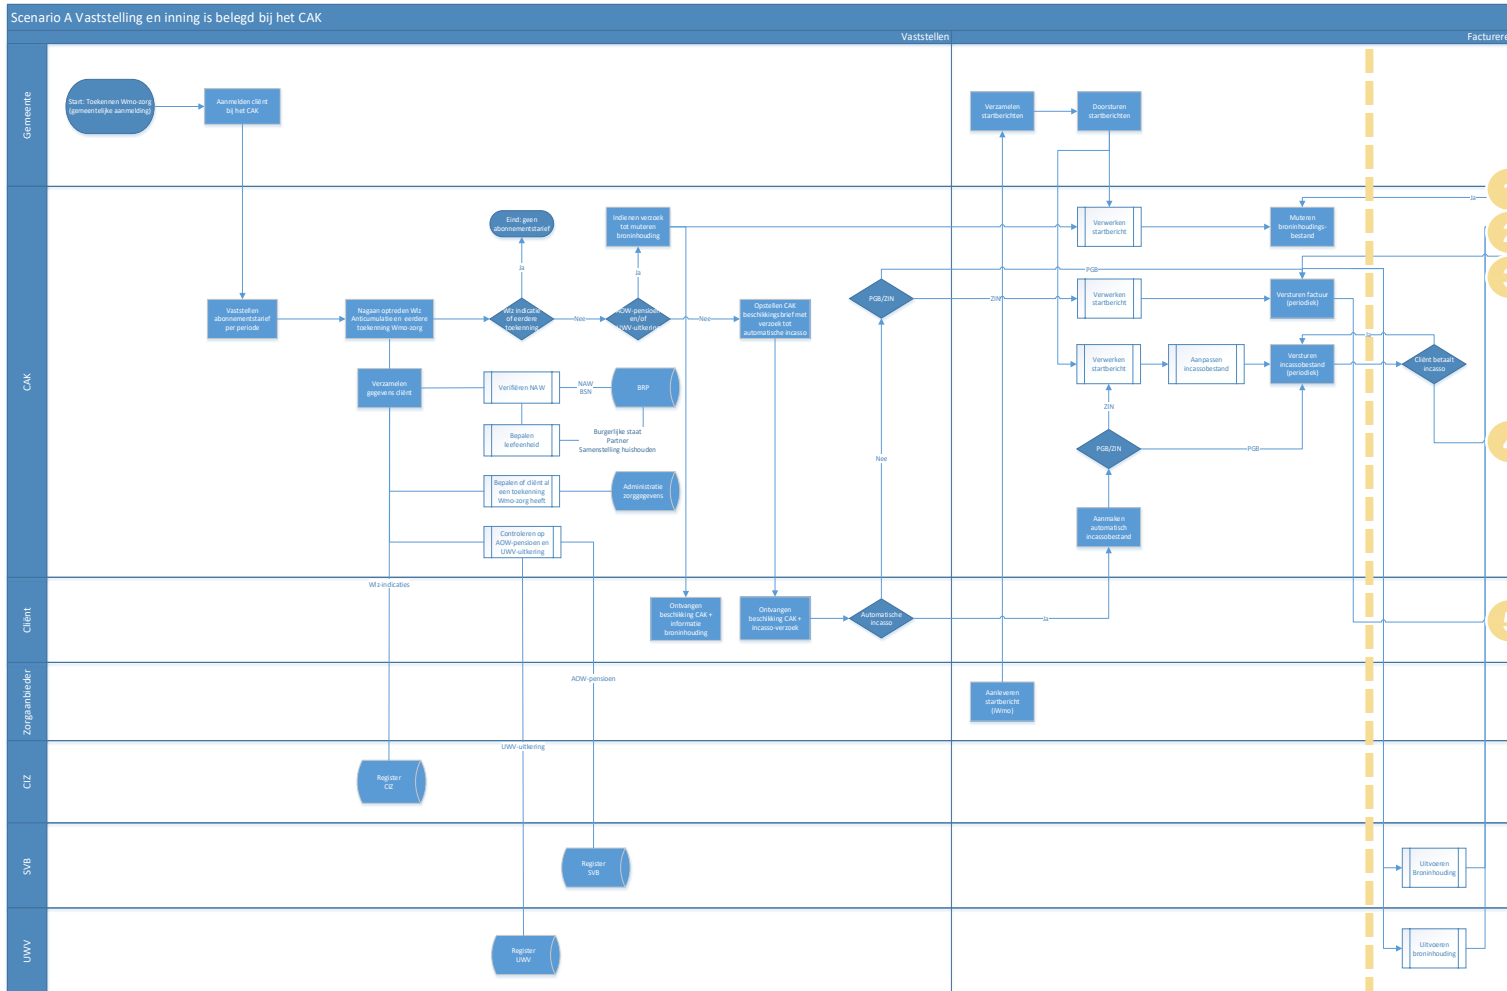 Scenario A Vaststelling en inning is belegd bij het CAK
Vaststellen
Gemeente
Start: Toekennen Wmo-zorg
(gemeentelijke aanmelding)
Aanmelden cliënt
bij het CAK
Verzamelen
startberichten
Doorsturen
startberichten
CAK
Eind: geen
abonnementstarief
Indienen verzoek
tot muteren
broninhouding
Verwerken
startbericht
Muteren
broninhoudings-
bestand
Ja
Ja
Ja
Vaststellen
abonnementstarief
per periode
Nagaan optreden Wlz
Anticumulatie en eerdere
toekenning Wmo-zorg
Wlz indicatie
of eerdere
toekenning
Nee
AOW-pensioen
en/of
UWV-uitkering
Nee
Opstellen CAK
beschikkingsbrief met
verzoek tot
automatische incasso
PGB/ZIN
PGB
ZIN
Verwerken
startbericht
Versturen factuur
(periodiek)
Verwerken
startbericht
Aanpassen
incassobestand
Versturen
incassobestand
(periodiek)
Ja
Cliënt betaalt
incasso
Verzamelen
gegevens cliënt
Verifiëren NAW
NAW
BSN
BRP
Bepalen
leefeenheid
Burgerlijke staat
Partner
Samenstelling huishouden
ZIN
PGB/ZIN
PGB
Nee
Bepalen of cliënt al
een toekenning
Wmo-zorg heeft
Administratie
zorggegevens
Controleren op
AOW-pensioen en
UWV-uitkering
Aanmaken
automatisch
incassobestand
Cliënt
Wlz-indicaties
Ontvangen
beschikking CAK +
informatie
broninhouding
Ontvangen
beschikking CAK +
incasso-verzoek
Automatische
incasso
Ja
Zorgaanbieder
AOW-pensioen
Aanleveren
startbericht
(iWmo)
CIZ
UWV-uitkering
Register
CIZ
SVB
Register
SVB
Uitvoeren
Broninhouding
UWV
Register
UWV
Uitvoeren
broninhouding